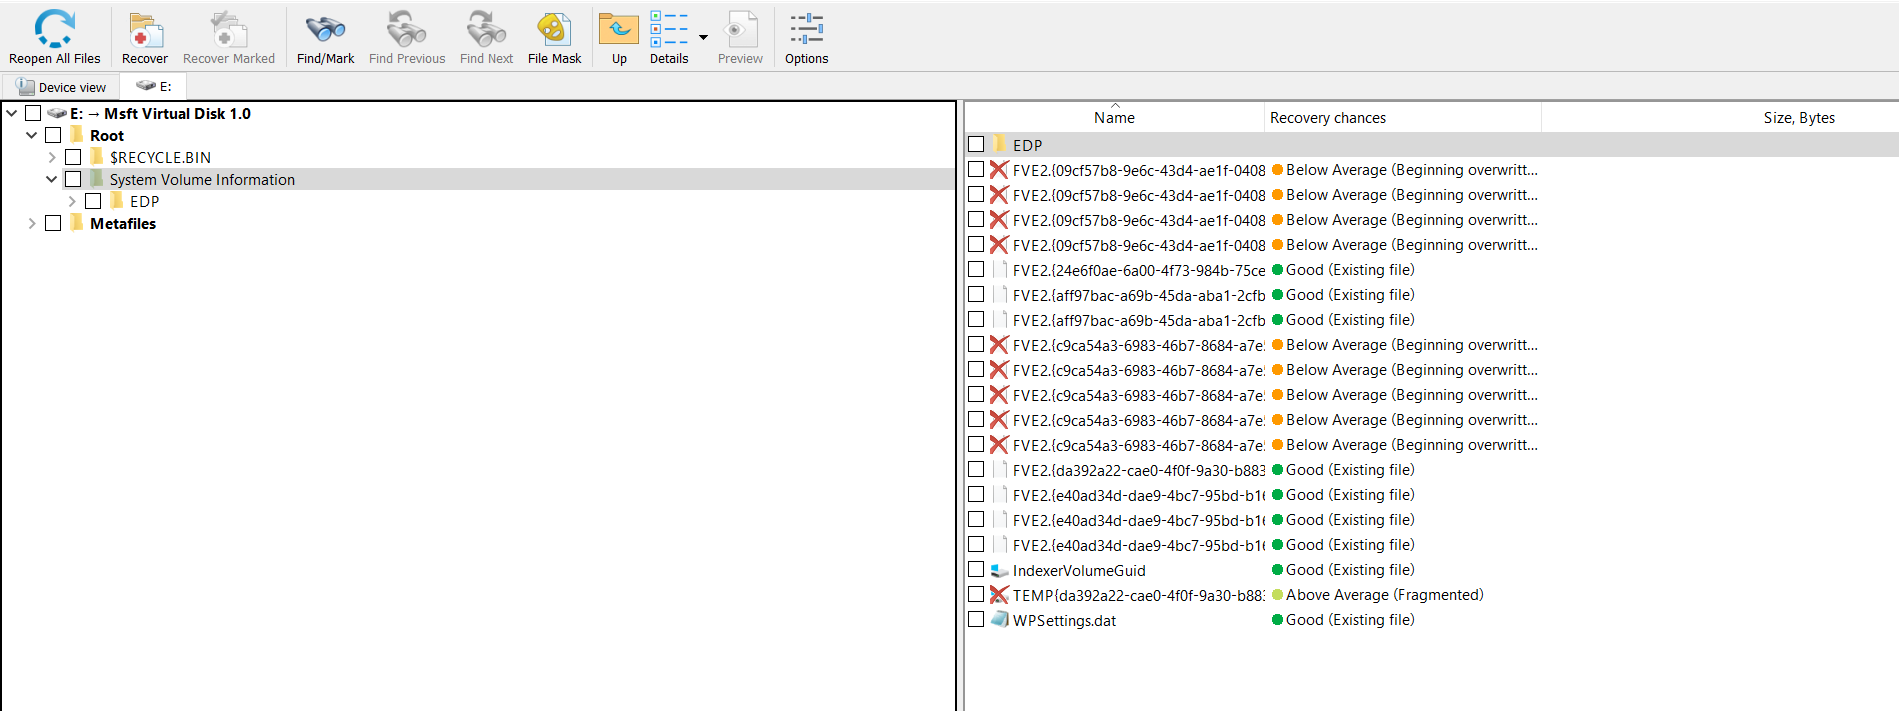 Reopen All Files
Recover
Recover Marked
Find/Mark
Find Previous
Find Next
File Mask
Up
Details
Preview
Options
Device view
E:
E: → Msft Virtual Disk 1.0
Root
$RECYCLE.BIN
System Volume Information
EDP
Metafiles
Name Recovery chances Size, Bytes
EDP
FVE2.{09cf57b8-9e6c-43d4-ae1f-0408 Below Average (Beginning overwritt...
FVE2.{09cf57b8-9e6c-43d4-ae1f-0408 Below Average (Beginning overwritt...
FVE2.{09cf57b8-9e6c-43d4-ae1f-0408 Below Average (Beginning overwritt...
FVE2.{09cf57b8-9e6c-43d4-ae1f-0408 Below Average (Beginning overwritt...
FVE2.{24e6f0ae-6a00-4f73-984b-75ce Good (Existing file)
FVE2.{aff97bac-a69b-45da-aba1-2cfb Good (Existing file)
FVE2.{aff97bac-a69b-45da-aba1-2cfb Good (Existing file)
FVE2.{c9ca54a3-6983-46b7-8684-a7e5 Below Average (Beginning overwritt...
FVE2.{c9ca54a3-6983-46b7-8684-a7e5 Below Average (Beginning overwritt...
FVE2.{c9ca54a3-6983-46b7-8684-a7e5 Below Average (Beginning overwritt...
FVE2.{c9ca54a3-6983-46b7-8684-a7e5 Below Average (Beginning overwritt...
FVE2.{c9ca54a3-6983-46b7-8684-a7e5 Below Average (Beginning overwritt...
FVE2.{da392a22-cae0-4f0f-9a30-b883 Good (Existing file)
FVE2.{e40ad34d-dae9-4bc7-95bd-b16 Good (Existing file)
FVE2.{e40ad34d-dae9-4bc7-95bd-b16 Good (Existing file)
FVE2.{e40ad34d-dae9-4bc7-95bd-b16 Good (Existing file)
IndexerVolumeGuid Good (Existing file)
TEMP{da392a22-cae0-4f0f-9a30-b883 Above Average (Fragmented)
WPSettings.dat Good (Existing file)